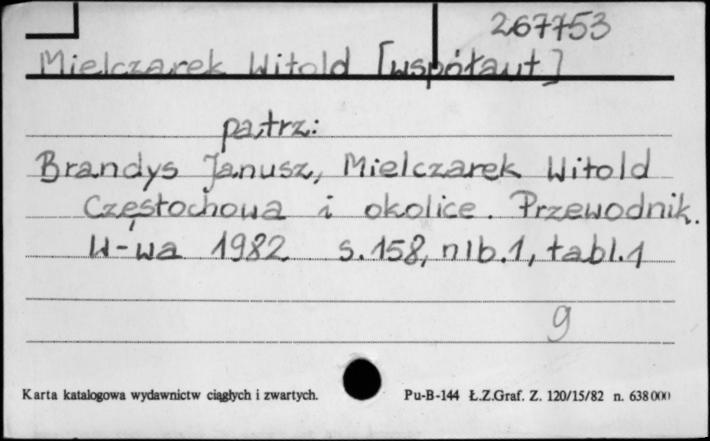 267753
Mielczarek Witold [współaut]
patrz:
Brandys Janusz, Mielczarek Witold
Częstochowa i okolice. Przewodnik.
W-wa 1982 s.158, nlb.1, tabl.1
9
Karta katalogowa wydawnictw ciągłych i zwartych. Pu-B-144 Ł.Z.Graf. Z. 120/15/82 n. 638000